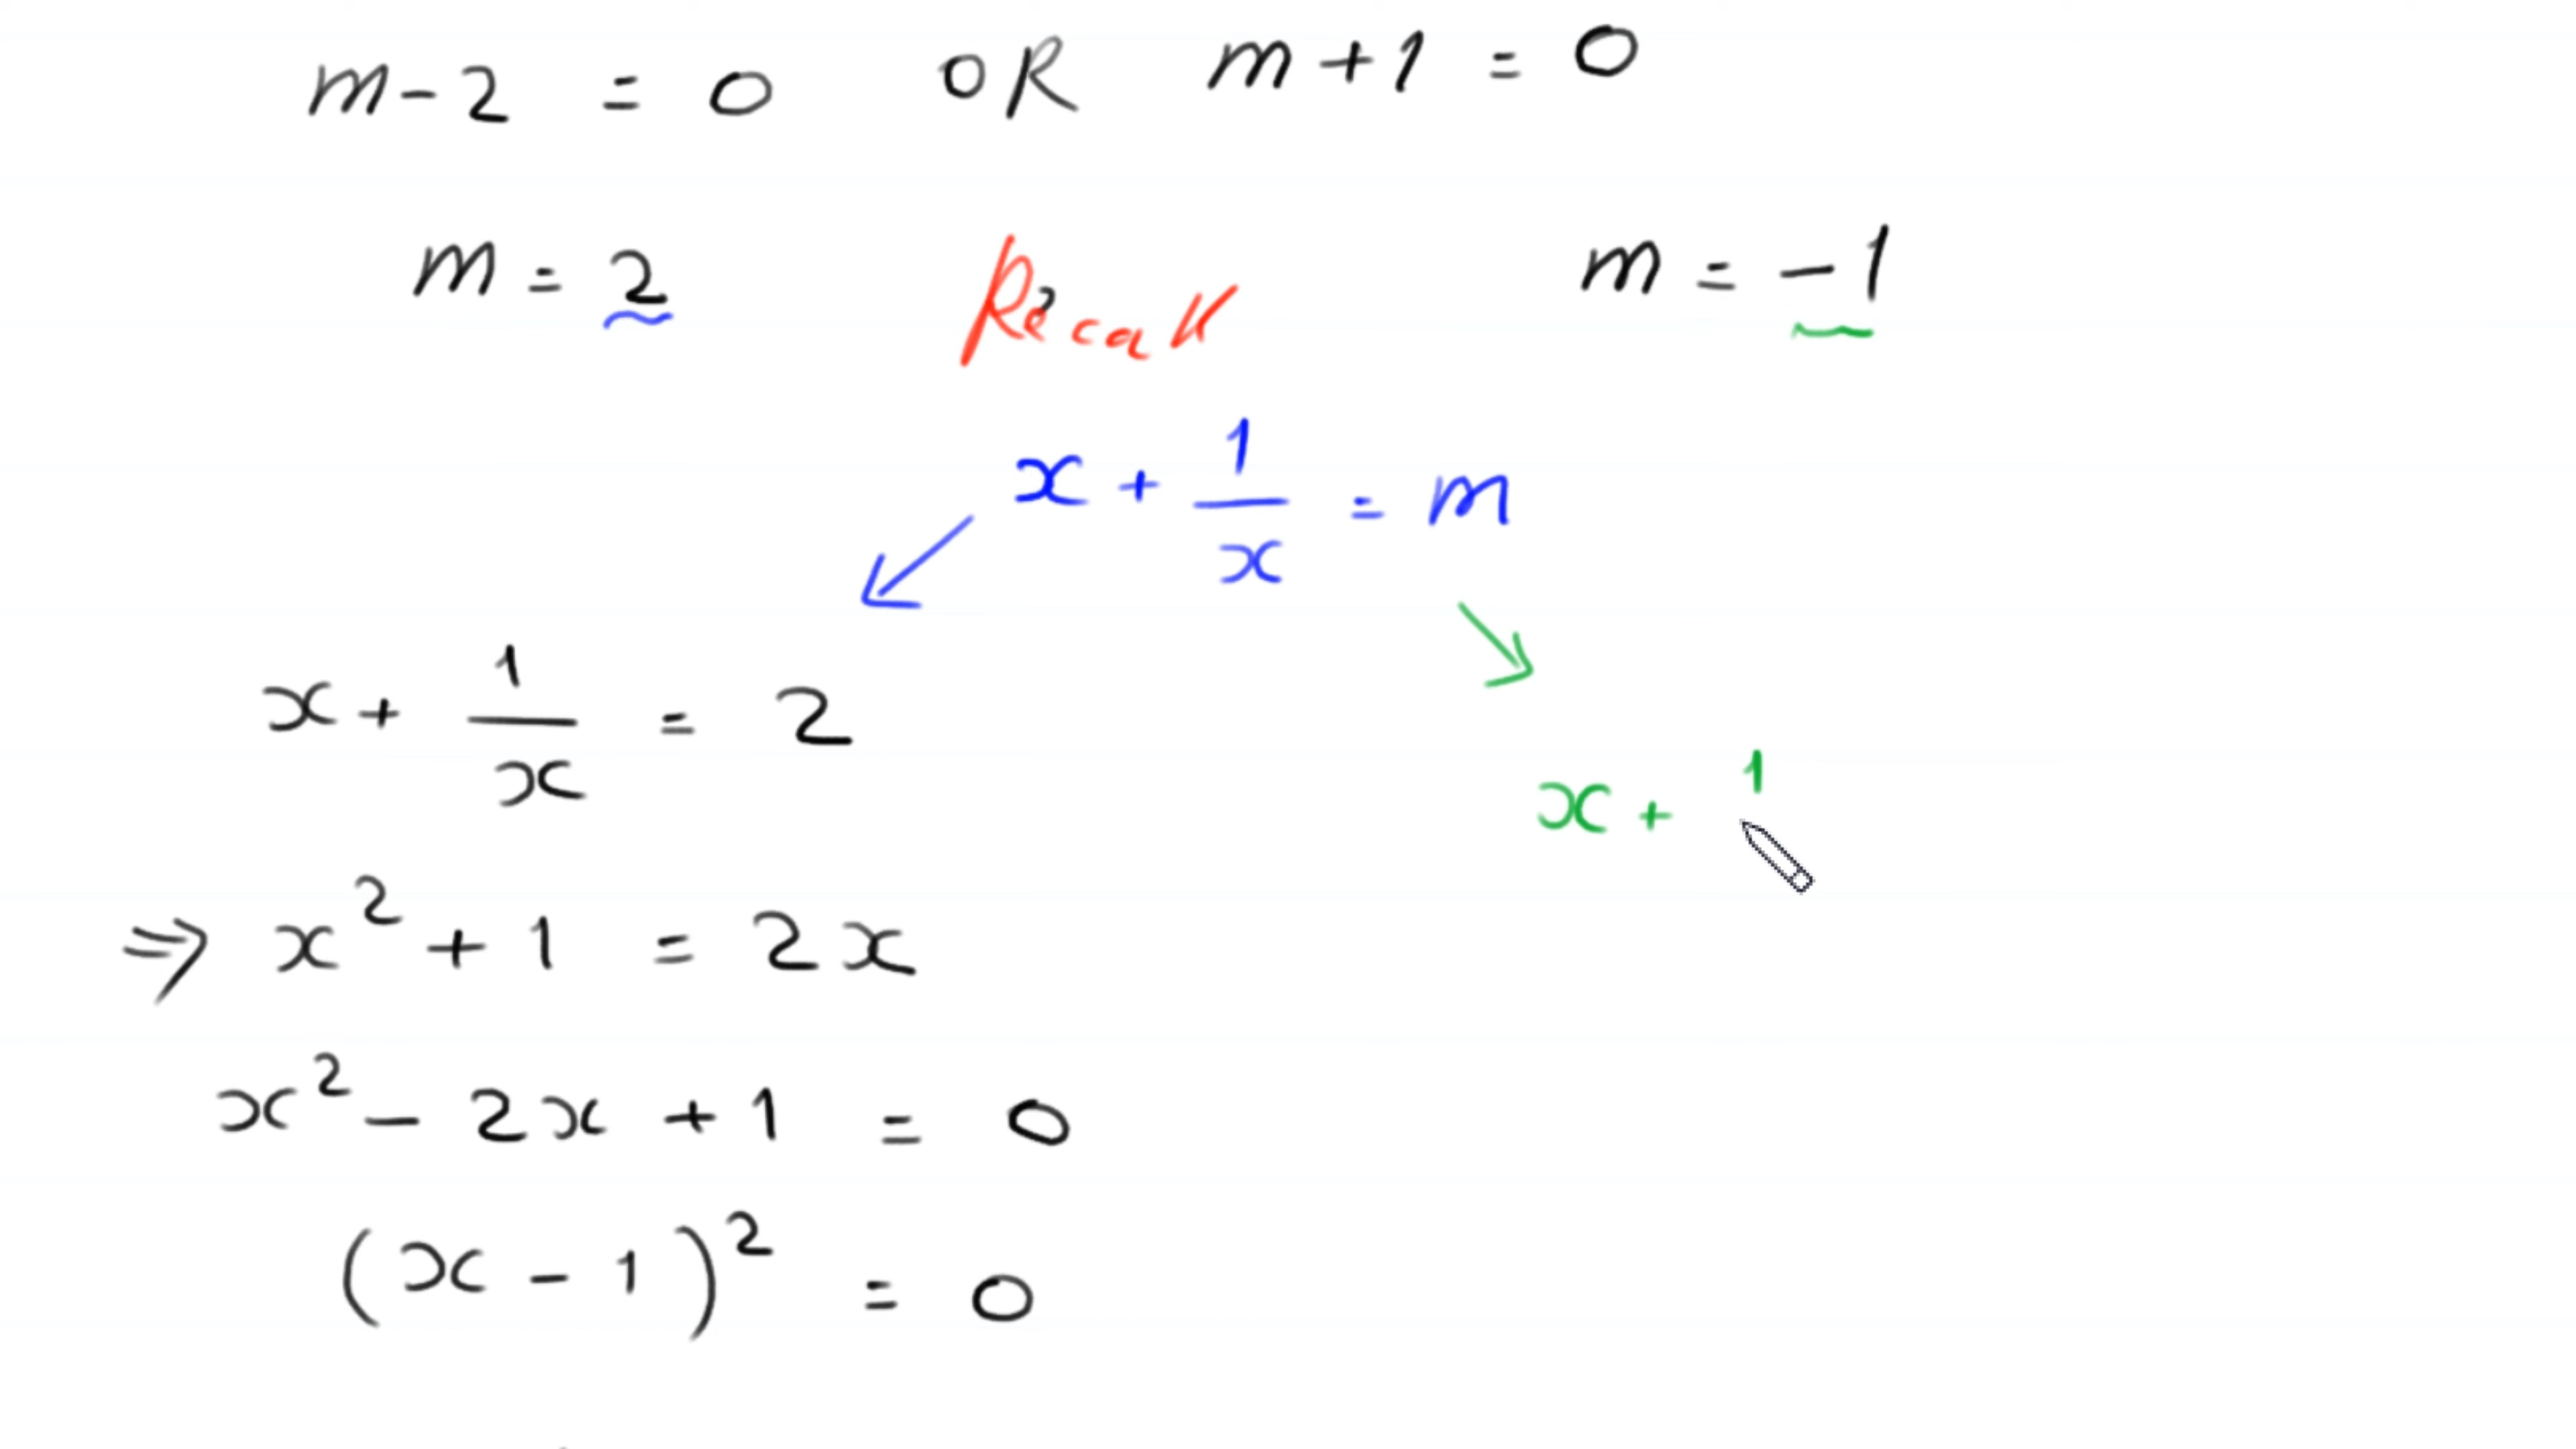 m - 2 = 0 OR m + 1 = 0
m = 2 Recall m = -1
x + 1/x = m
x + 1/x = 2
x + 1
⇒ x² + 1 = 2x
x² - 2x + 1 = 0
(x - 1)² = 0